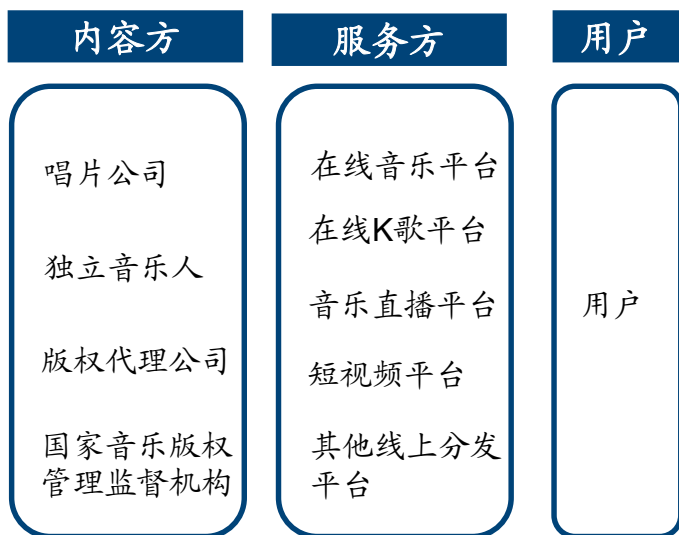 内容方
服务方
用户
唱片公司
独立音乐人
版权代理公司
国家音乐版权
管理监督机构
在线音乐平台
在线K歌平台
音乐直播平台
短视频平台
其他线上分发
平台
用户